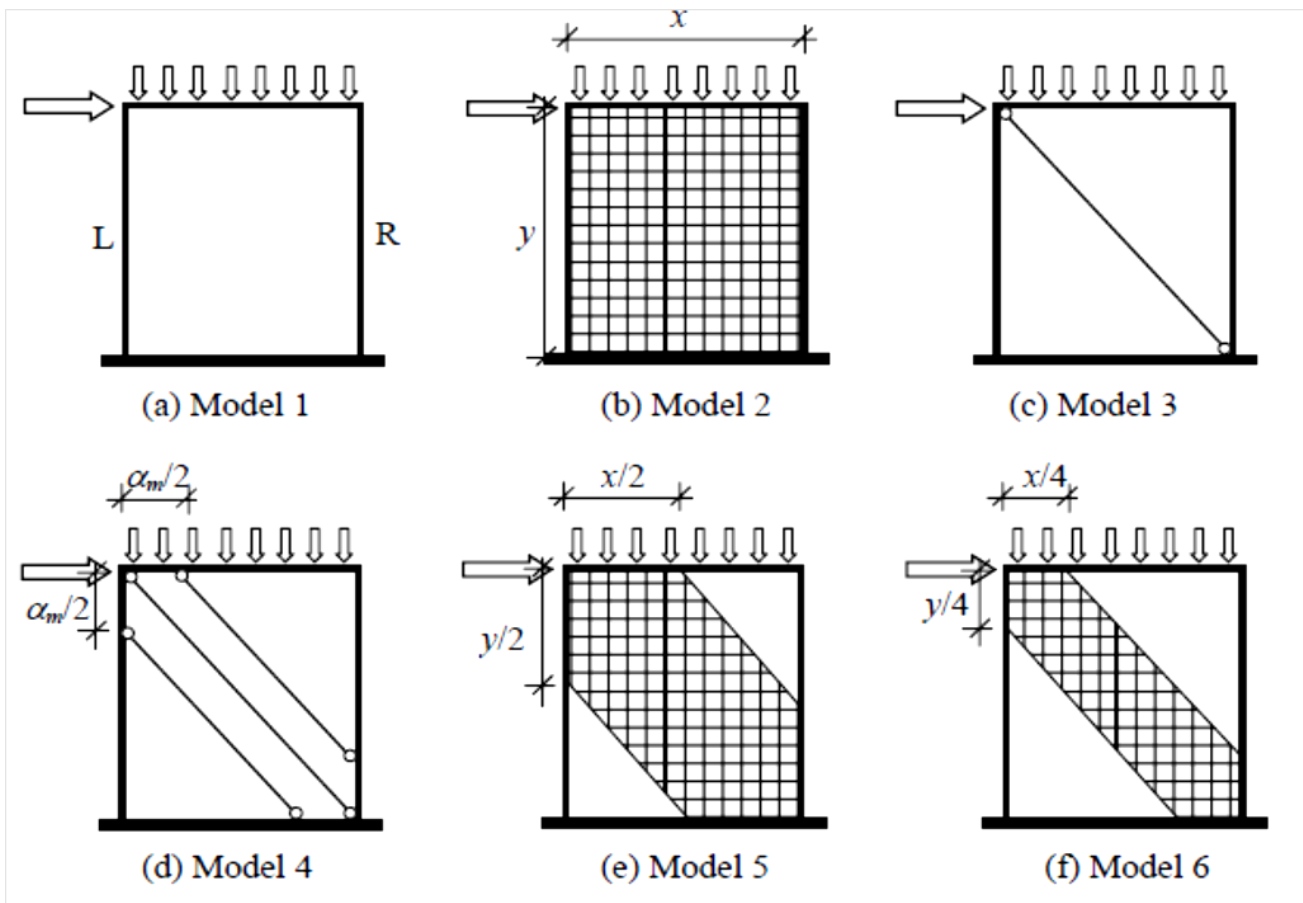 x
L
R
y
(a) Model 1
(b) Model 2
(c) Model 3
αm/2
x/2
x/4
αm/2
y/2
y/4
(d) Model 4
(e) Model 5
(f) Model 6